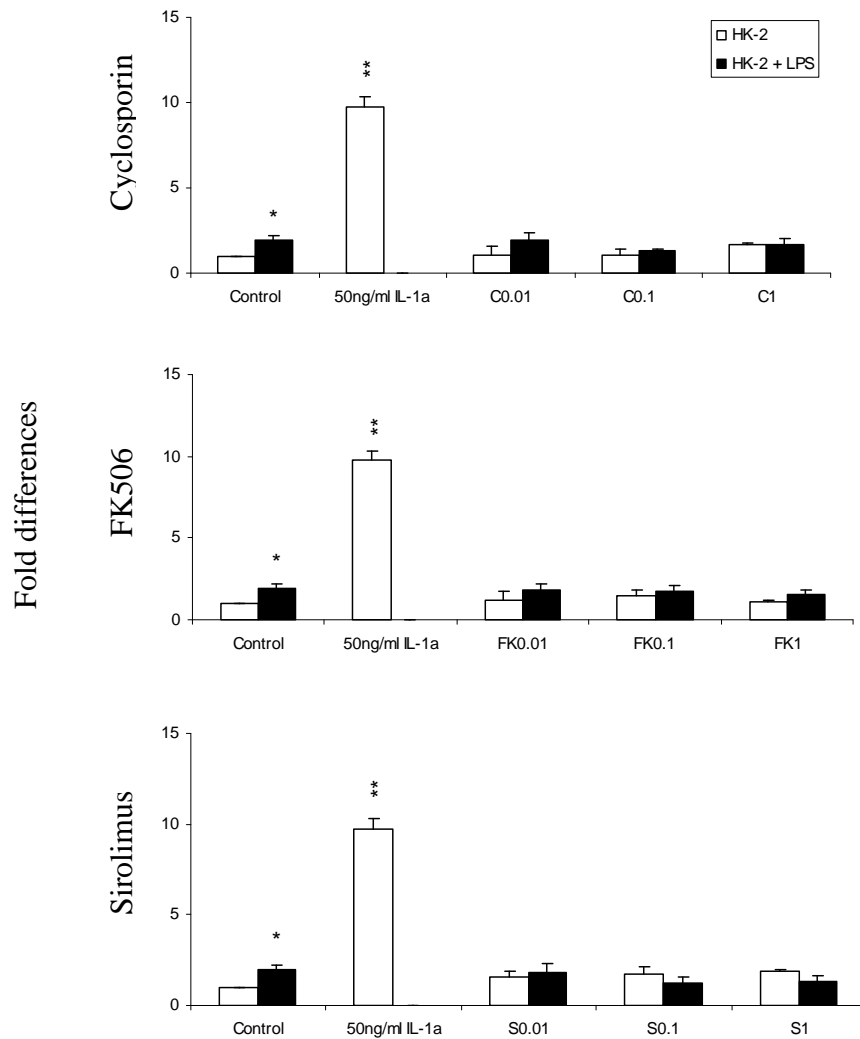 Fold differences
Cyclosporin
15
10
5
0
*
**
HK-2
HK-2 + LPS
Control 50ng/ml IL-1a C0.01 C0.1 C1
FK506
15
10
5
0
*
**
Control 50ng/ml IL-1a FK0.01 FK0.1 FK1
Sirolimus
15
10
5
0
*
**
Control 50ng/ml IL-1a S0.01 S0.1 S1